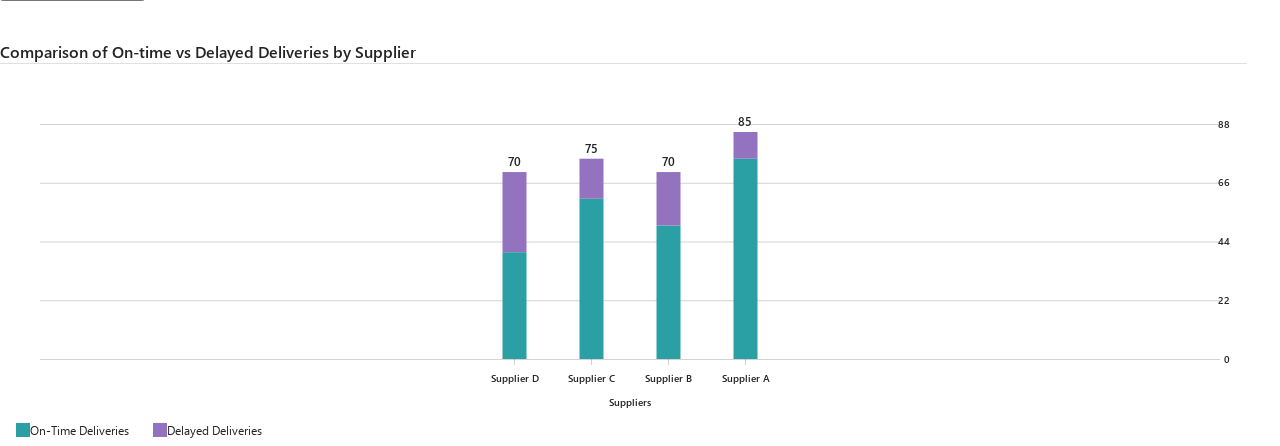 Comparison of On-time vs Delayed Deliveries by Supplier
85
88
75
70
70
66
44
22
0
Supplier D
Supplier C
Supplier B
Supplier A
Suppliers
On-Time Deliveries
Delayed Deliveries